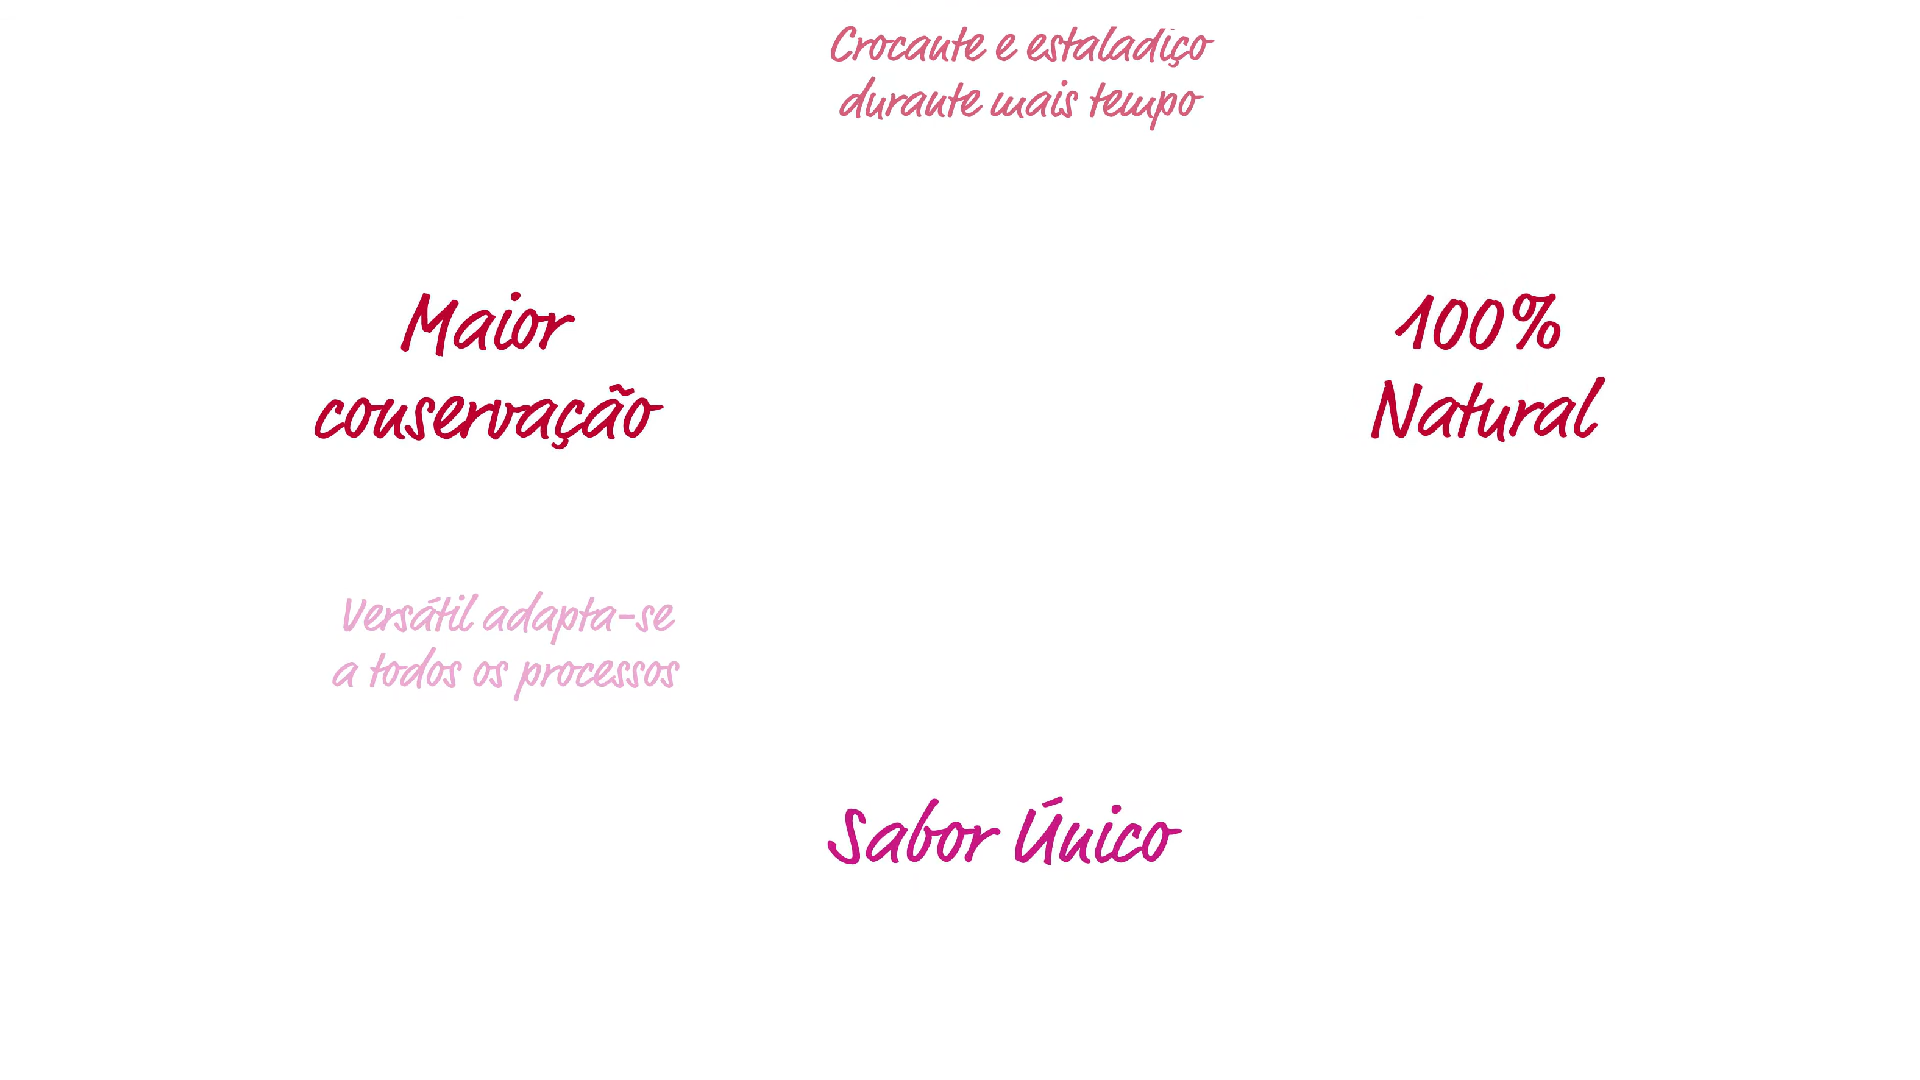 Crocante e estaladiço
durante mais tempo
Maior
conservação
100%
Natural
Versátil adapta-se
a todos os processos
Sabor Único